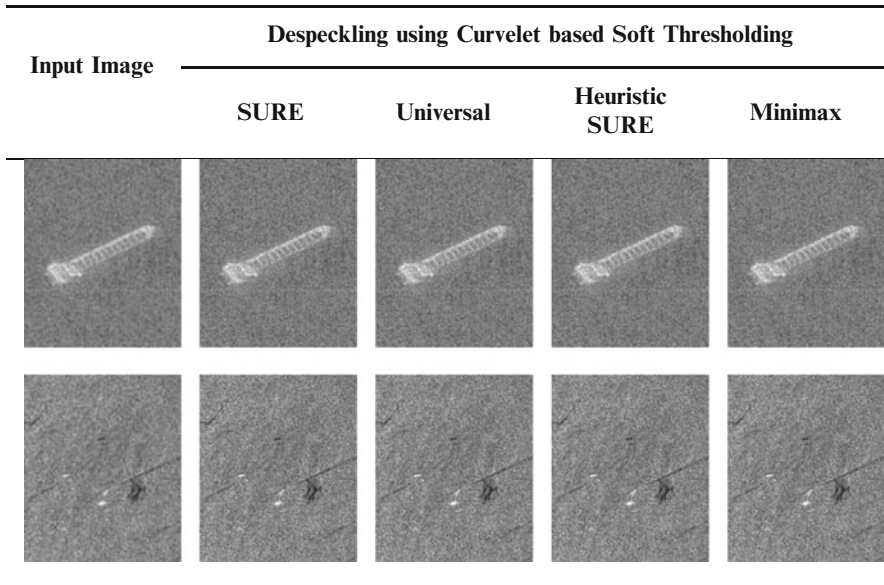 Despeckling using Curvelet based Soft Thresholding
Input Image
SURE
Universal
Heuristic
SURE
Minimax